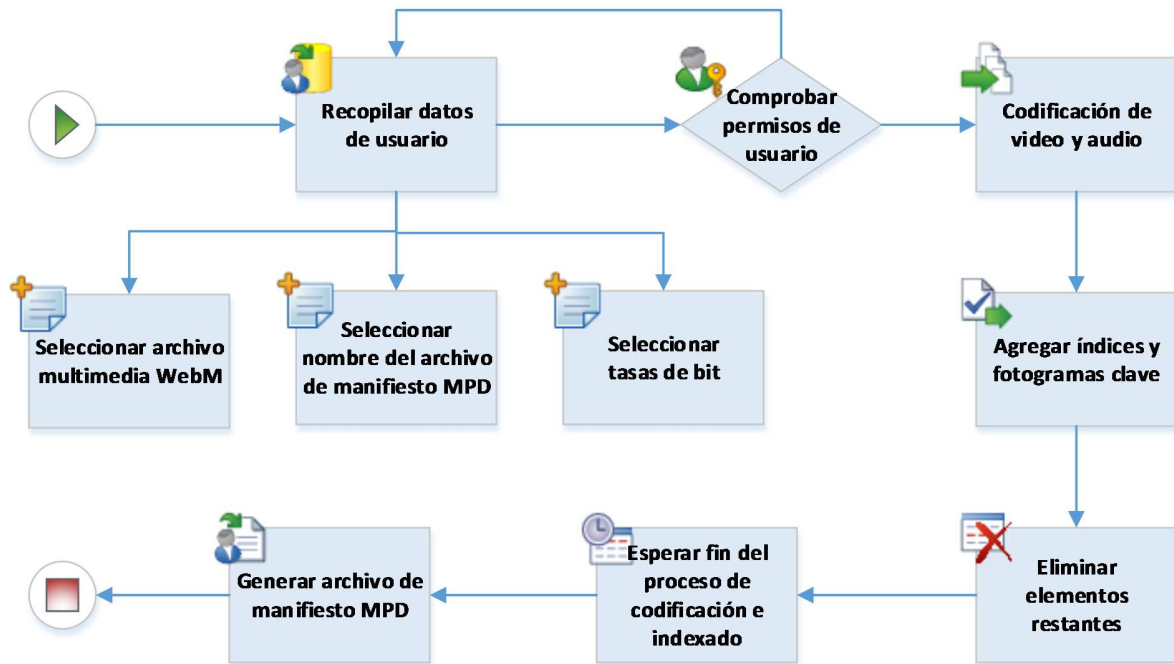 Recopilar datos
de usuario
Comprobar
permisos de
usuario
Codificación de
video y audio
Seleccionar archivo
multimedia WebM
Seleccionar
nombre del archivo
de manifiesto MPD
Seleccionar
tasas de bit
Agregar índices y
fotogramas clave
Generar archivo de
manifiesto MPD
Esperar fin del
proceso de
codificación e
indexado
Eliminar
elementos
restantes